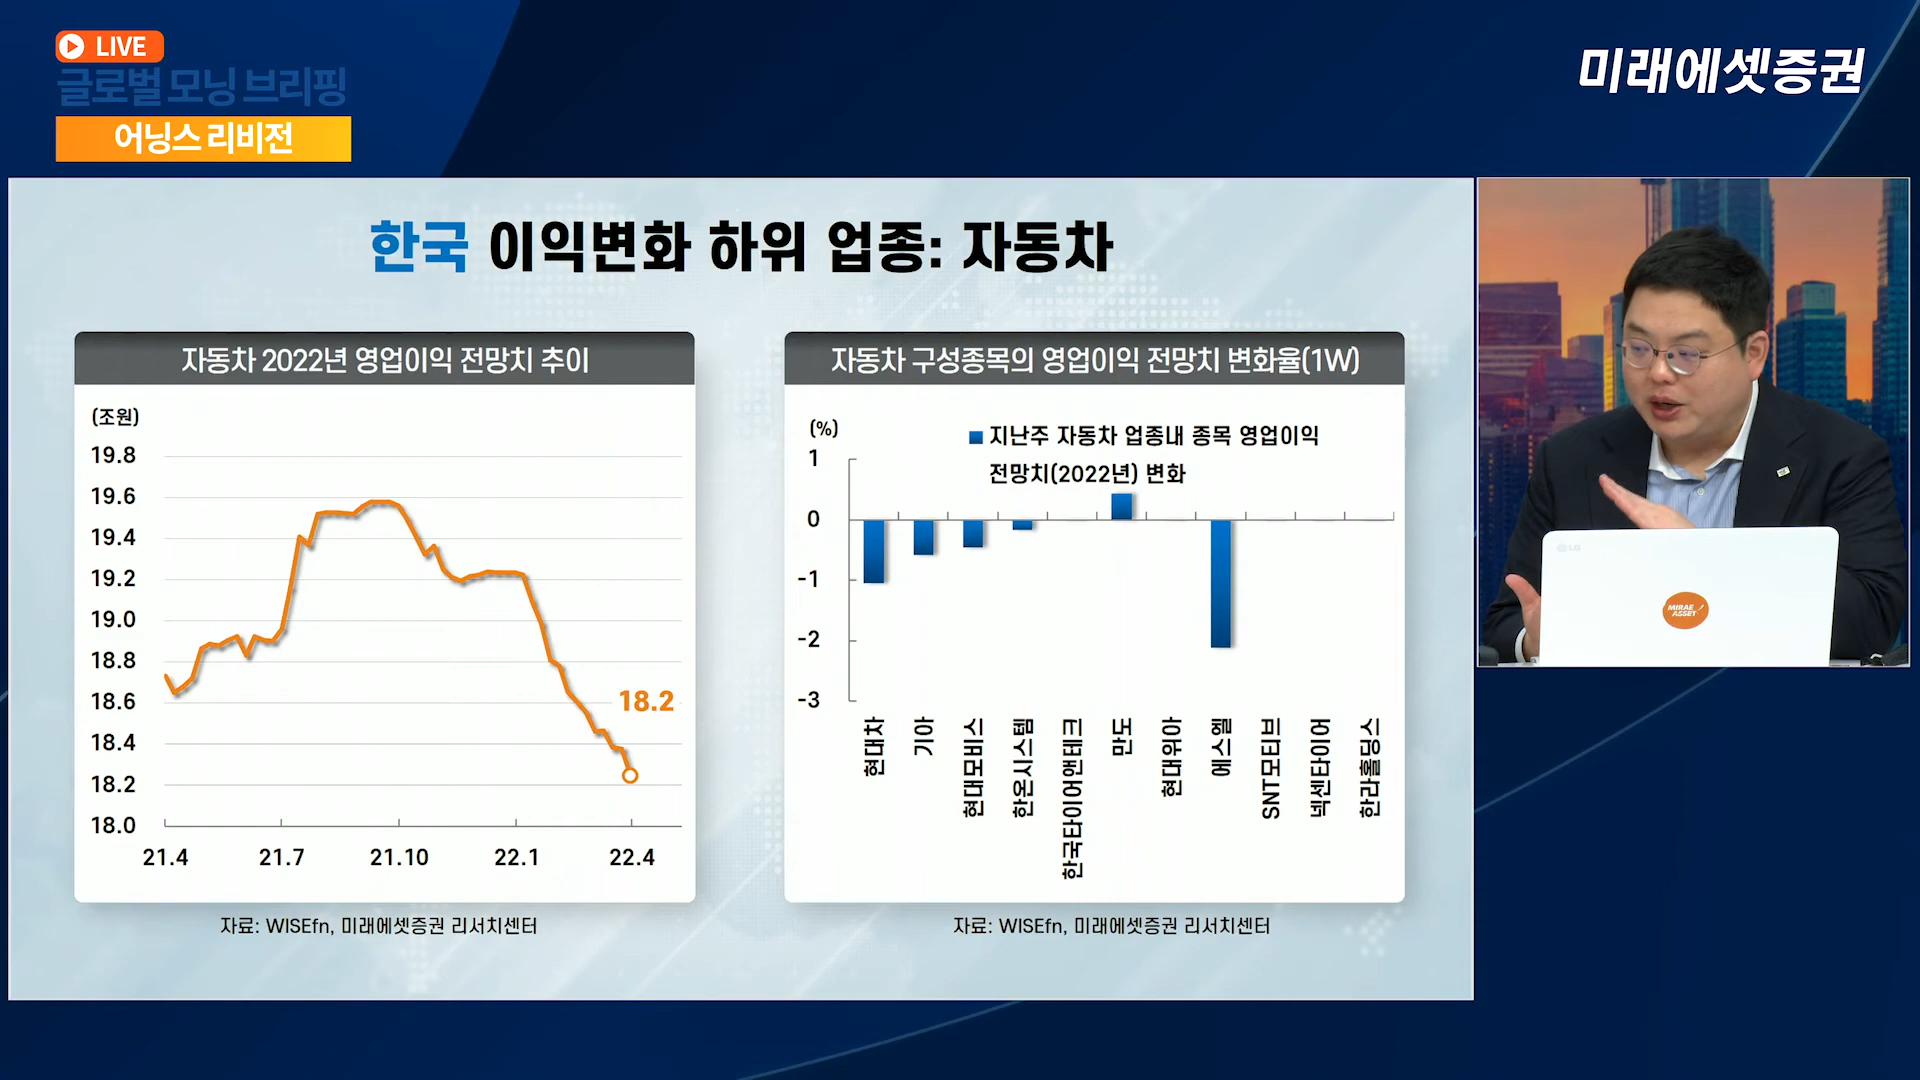 LIVE
글로벌 모닝 브리핑
어닝스 리비전
미래에셋증권
한국 이익변화 하위 업종: 자동차
자동차 2022년 영업이익 전망치 추이
(조원)
19.8
19.6
19.4
19.2
19.0
18.8
18.6
18.4
18.2
18.0
18.2
21.4 21.7 21.10 22.1 22.4
자료: WISEfn, 미래에셋증권 리서치센터
자동차 구성종목의 영업이익 전망치 변화율(1W)
(%)
지난주 자동차 업종내 종목 영업이익
전망치(2022년) 변화
1
0
-1
-2
-3
현대차
기아
현대모비스
한온시스템
한국타이어앤테크
만도
현대위아
에스엘
SNT모티브
넥센타이어
한라홀딩스
자료: WISEfn, 미래에셋증권 리서치센터
LG
MIRAE
ASSET